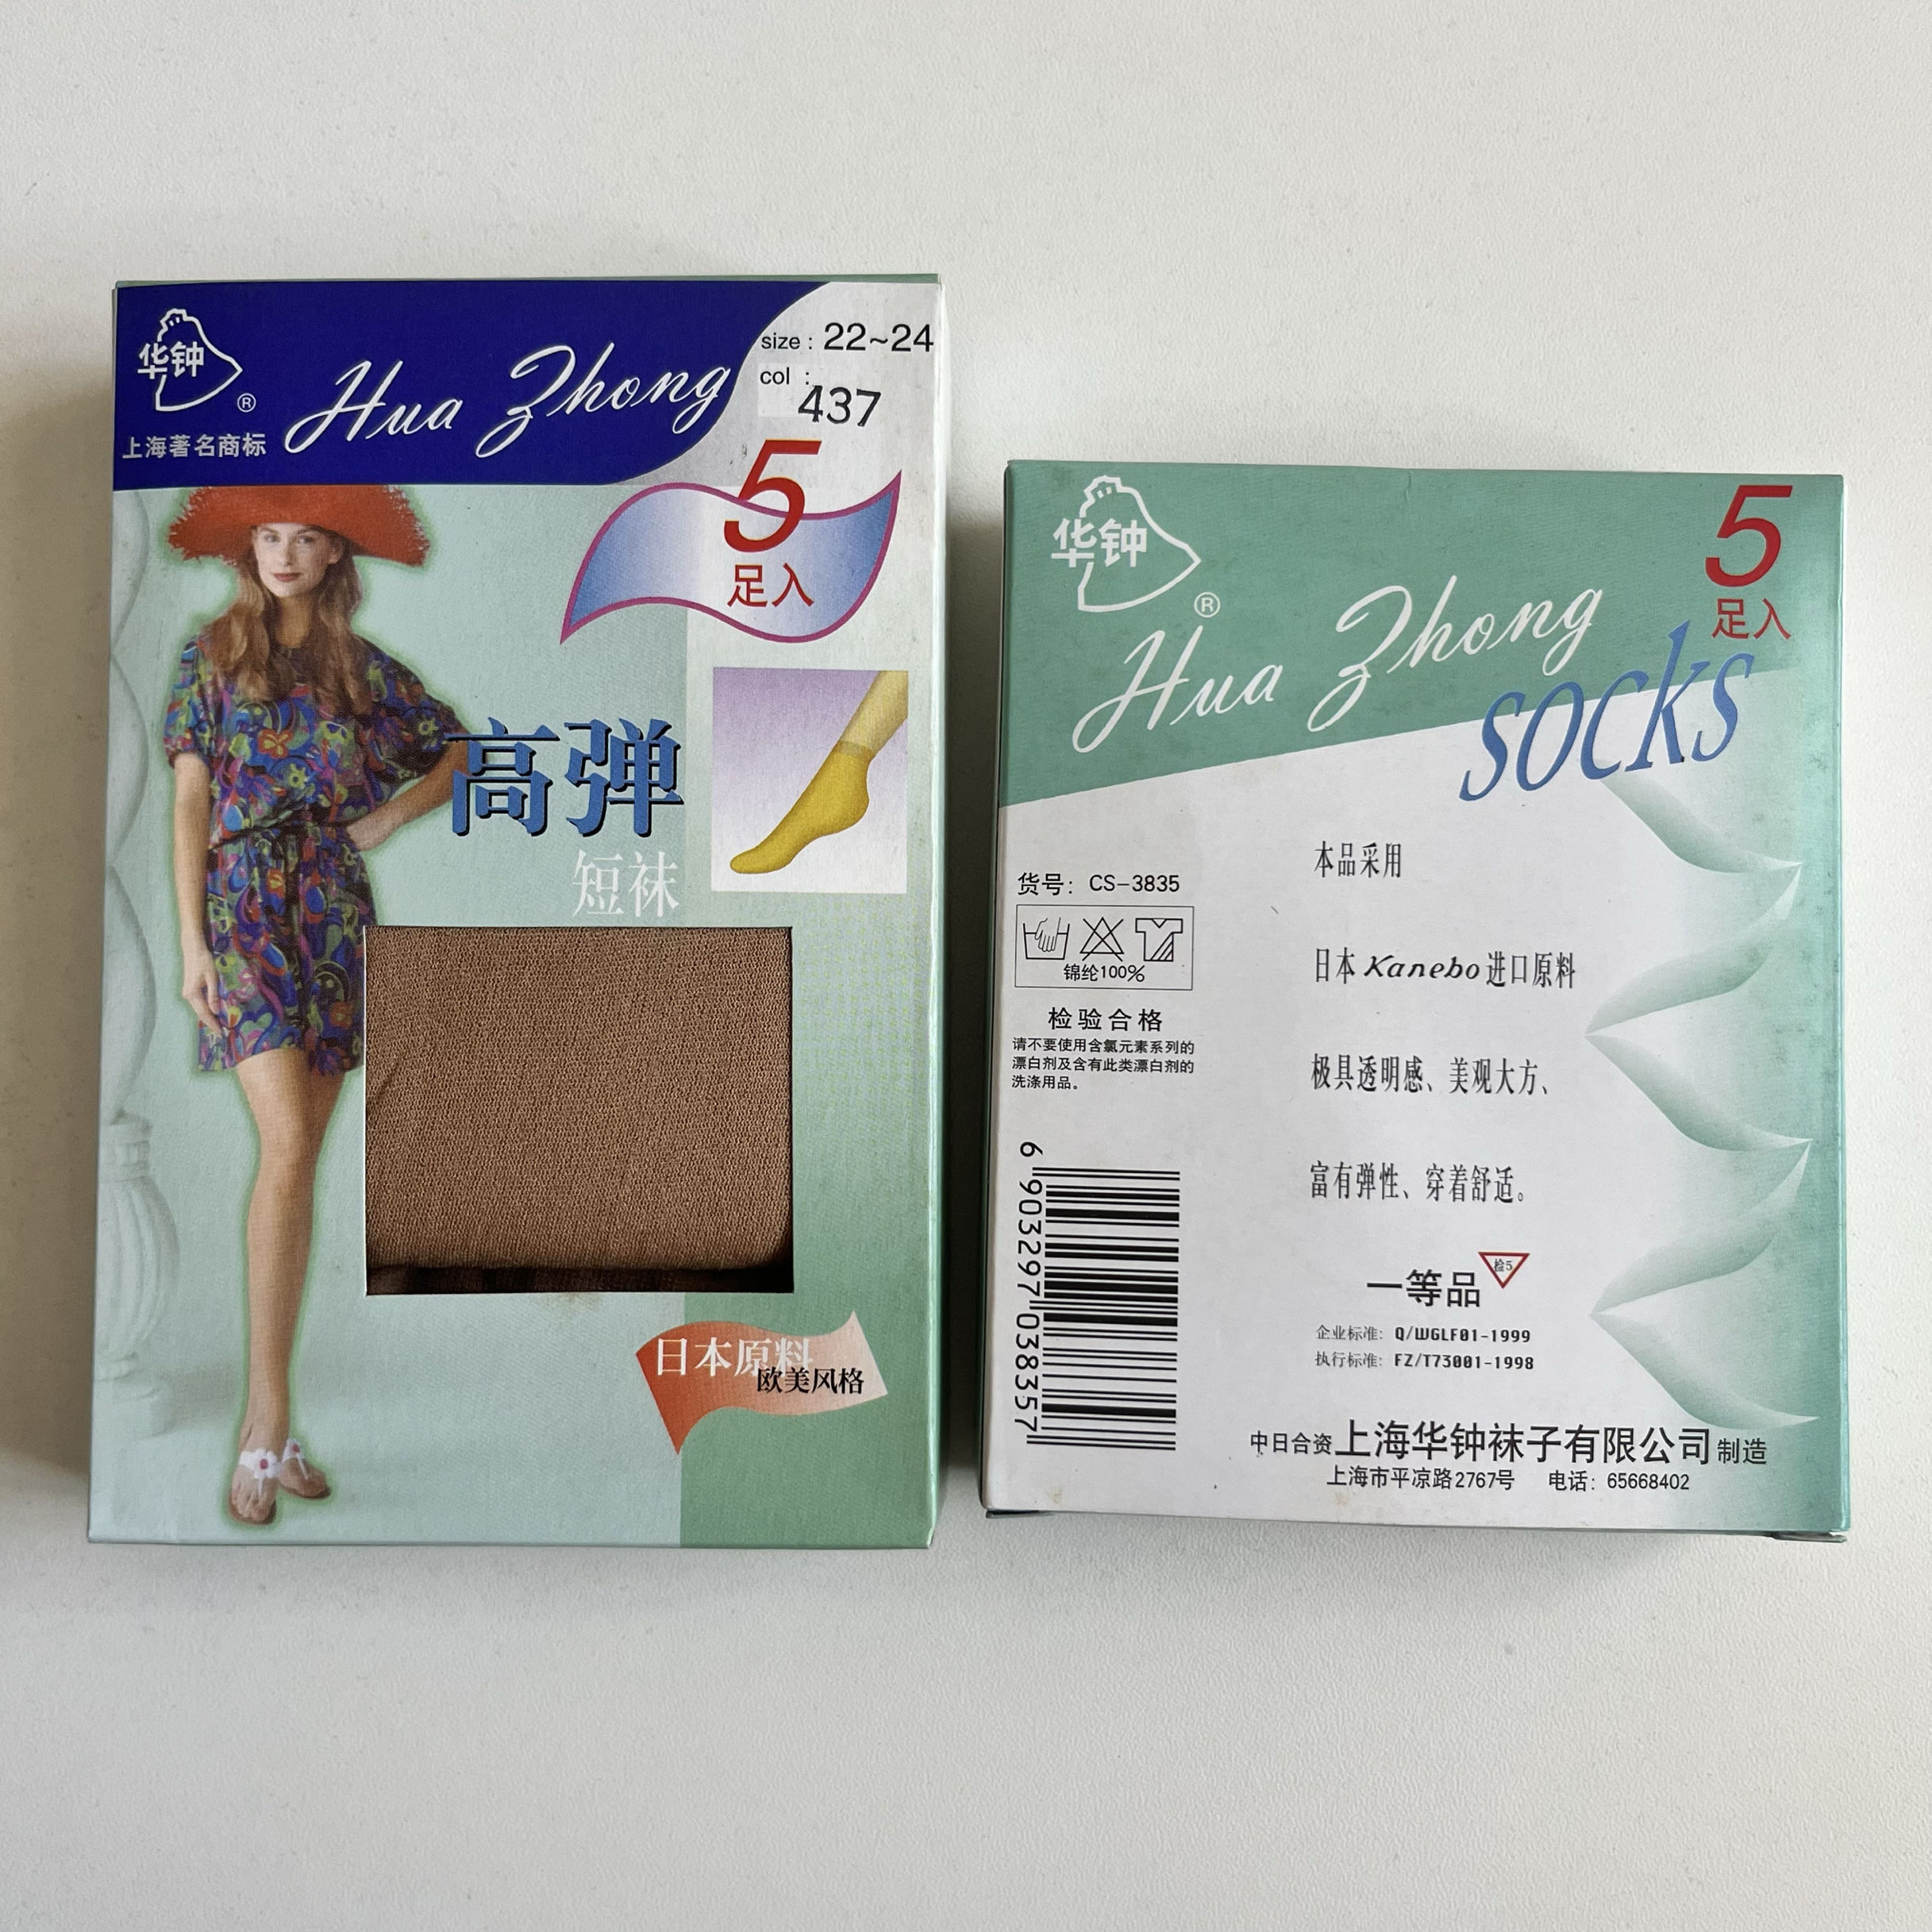 华钟
®
上海著名商标
Hua Zhong
size : 22~24
col :
437
5
足入
高弹
短袜
日本原料
欧美风格
华钟
®
Hua Zhong
5
足入
socks
货号: CS-3835
锦纶100%
检验合格
请不要使用含氯元素系列的
漂白剂及含有此类漂白剂的
洗涤用品。
6 903297 038357
本品采用
日本 Kanebo 进口原料
极具透明感、美观大方、
富有弹性、穿着舒适。
一等品
检5
企业标准: Q/WGLF01-1999
执行标准: FZ/T73001-1998
中日合资上海华钟袜子有限公司制造
上海市平凉路2767号 电话: 65668402